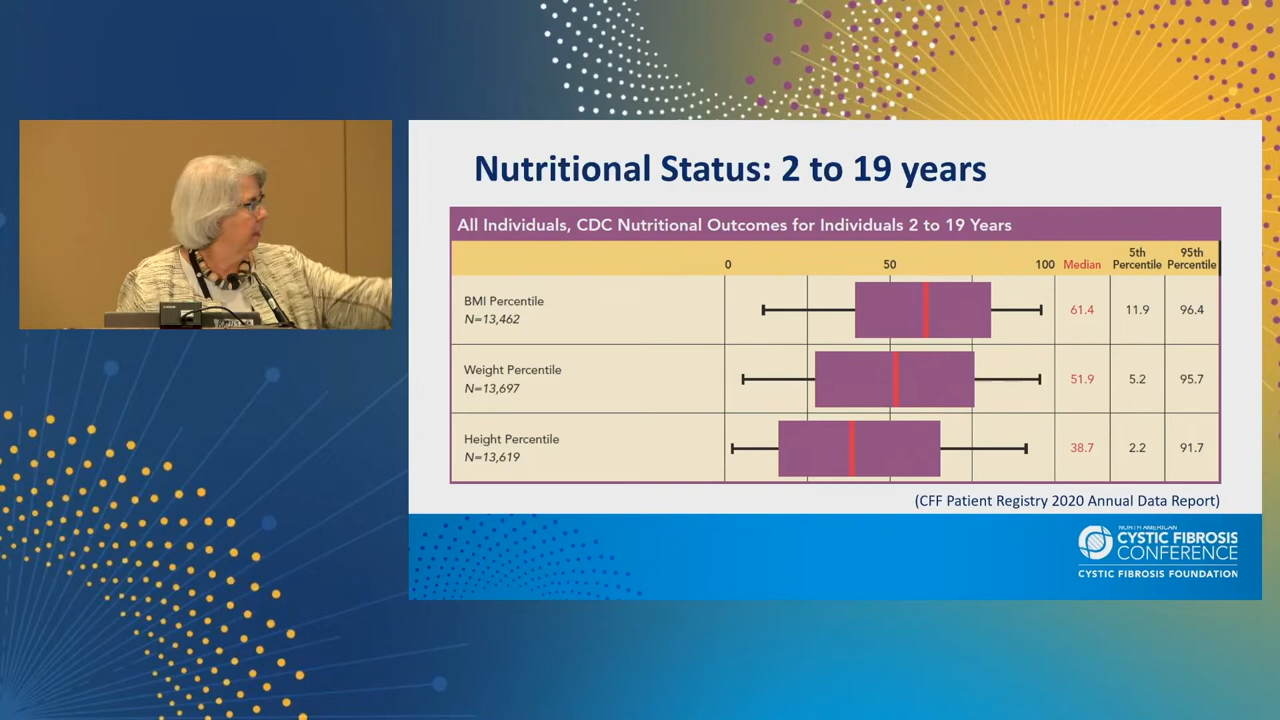 Nutritional Status: 2 to 19 years
All Individuals, CDC Nutritional Outcomes for Individuals 2 to 19 Years
0 50 100 Median 5th Percentile 95th Percentile
BMI Percentile
N=13,462
61.4 11.9 96.4
Weight Percentile
N=13,697
51.9 5.2 95.7
Height Percentile
N=13,619
38.7 2.2 91.7
(CFF Patient Registry 2020 Annual Data Report)
NORTH AMERICAN
CYSTIC FIBROSIS
CONFERENCE
CYSTIC FIBROSIS FOUNDATION